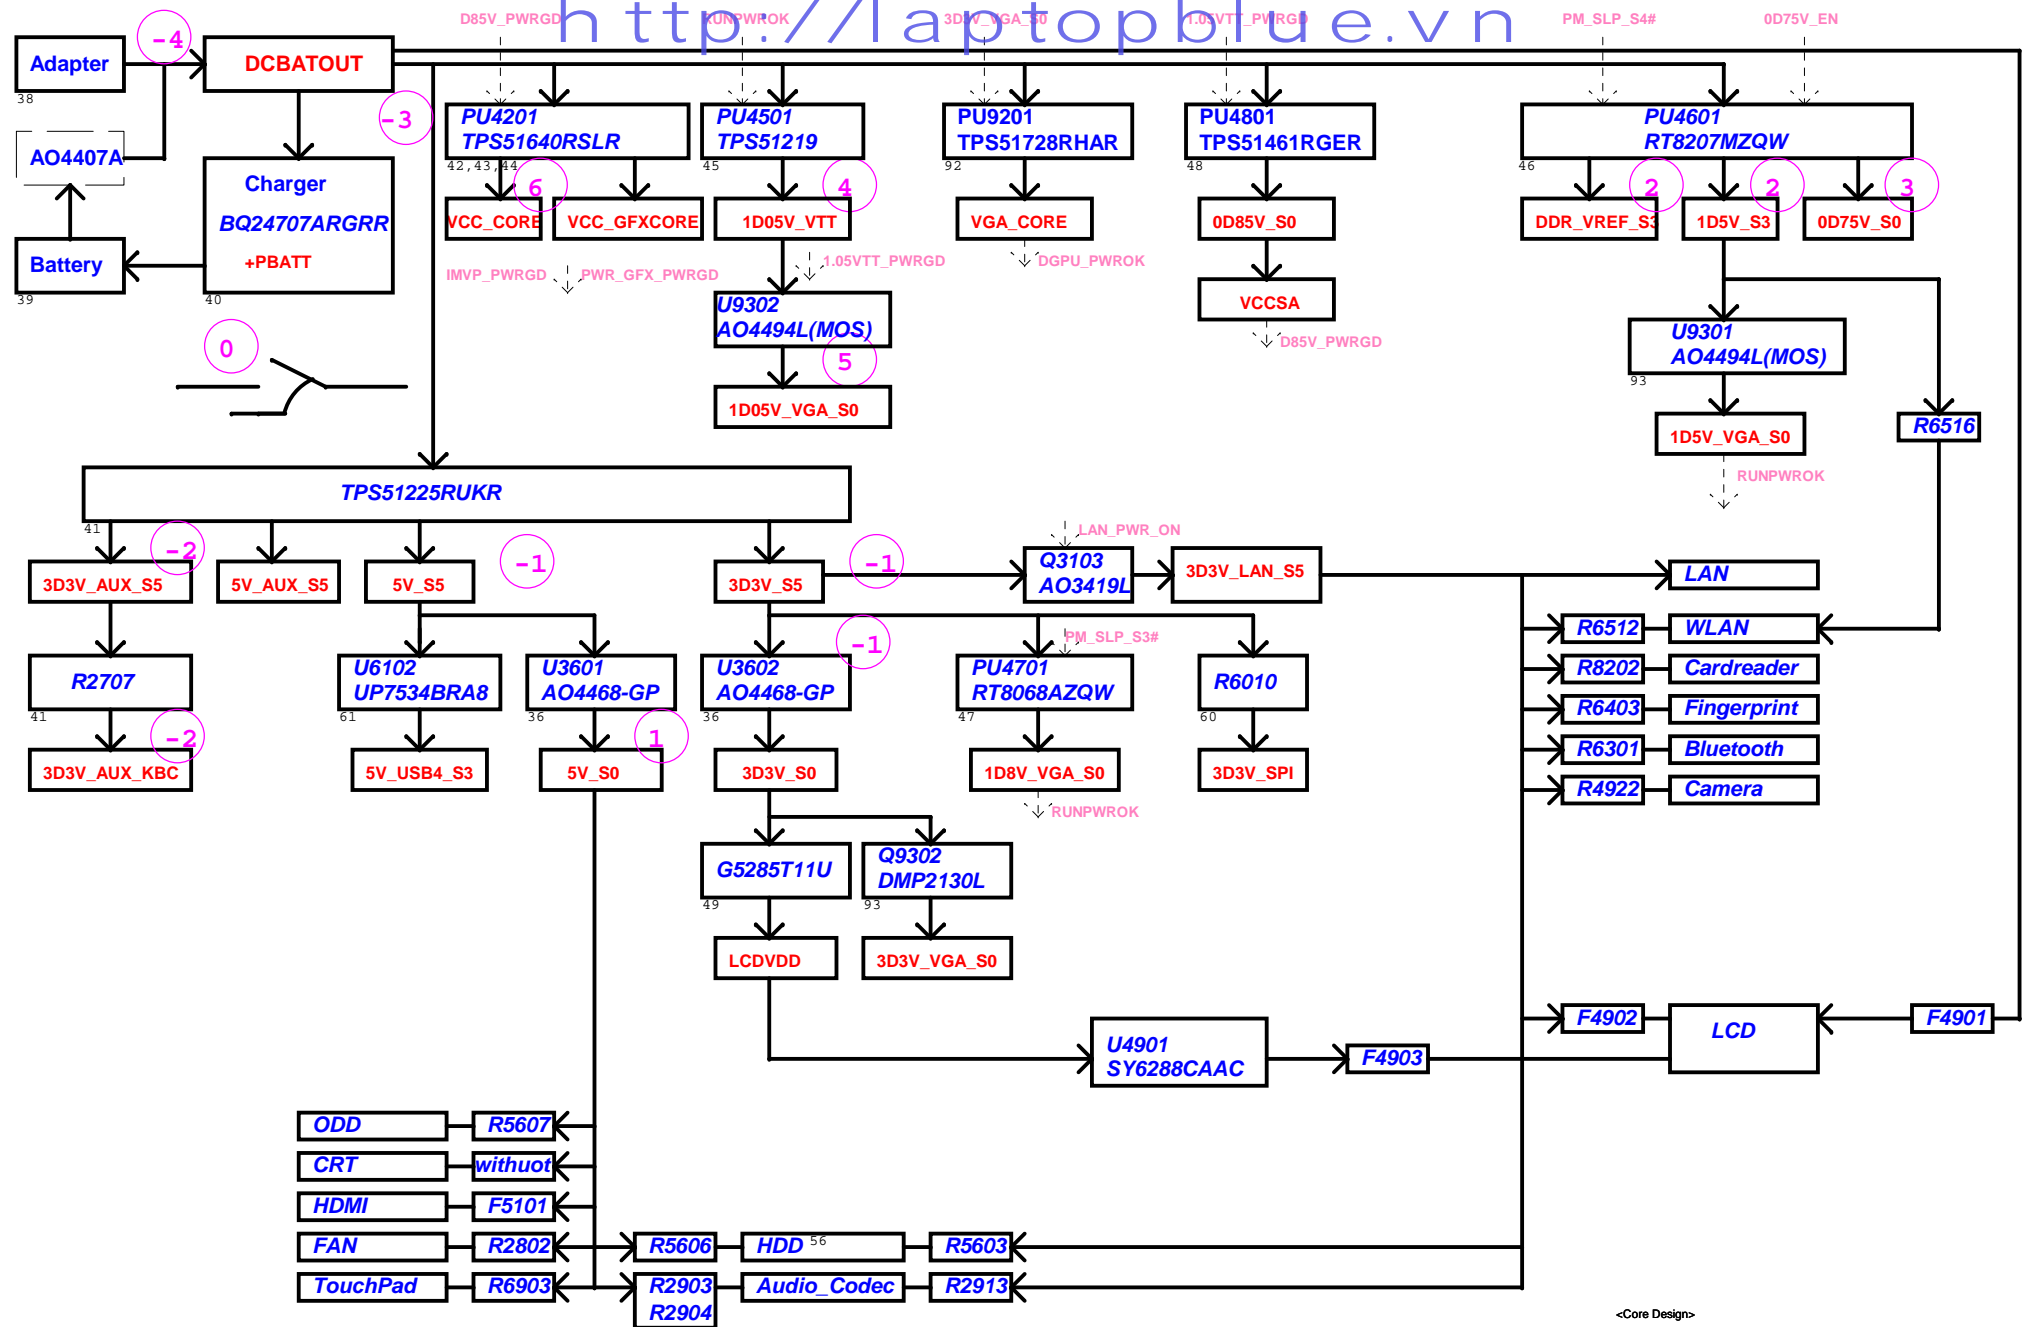 http://laptopblue.vn
D85V_PWRGD
RUNPWROK
3D3V_VGA_S0
1.05VTT_PWRGD
PM_SLP_S4#
0D75V_EN
Adapter
38
-4
DCBATOUT
-3
AO4407A
Charger
BQ24707ARGRR
+PBATT
40
Battery
39
0
PU4201
TPS51640RSLR
42,43,44
PU4501
TPS51219
45
PU9201
TPS51728RHAR
92
PU4801
TPS51461RGER
48
PU4601
RT8207MZQW
46
6
4
2
2
3
VCC_CORE
VCC_GFXCORE
1D05V_VTT
VGA_CORE
0D85V_S0
DDR_VREF_S3
1D5V_S3
0D75V_S0
IMVP_PWRGD
PWR_GFX_PWRGD
1.05VTT_PWRGD
DGPU_PWROK
U9302
AO4494L(MOS)
5
1D05V_VGA_S0
VCCSA
D85V_PWRGD
U9301
AO4494L(MOS)
93
1D5V_VGA_S0
RUNPWROK
R6516
TPS51225RUKR
41
-2
-1
-1
3D3V_AUX_S5
5V_AUX_S5
5V_S5
3D3V_S5
LAN_PWR_ON
Q3103
AO3419L
3D3V_LAN_S5
LAN
R6512
WLAN
R8202
Cardreader
R6403
Fingerprint
R6301
Bluetooth
R4922
Camera
R2707
41
-2
3D3V_AUX_KBC
U6102
UP7534BRA8
61
5V_USB4_S3
U3601
AO4468-GP
36
1
5V_S0
U3602
AO4468-GP
36
-1
3D3V_S0
PM_SLP_S3#
PU4701
RT8068AZQW
47
1D8V_VGA_S0
RUNPWROK
R6010
60
3D3V_SPI
G5285T11U
49
LCDVDD
Q9302
DMP2130L
93
3D3V_VGA_S0
U4901
SY6288CAAC
F4903
F4902
LCD
F4901
ODD
R5607
CRT
withuot
HDMI
F5101
FAN
R2802
R5606
HDD 56
R5603
TouchPad
R6903
R2903
R2904
Audio_Codec
R2913
<Core Design>